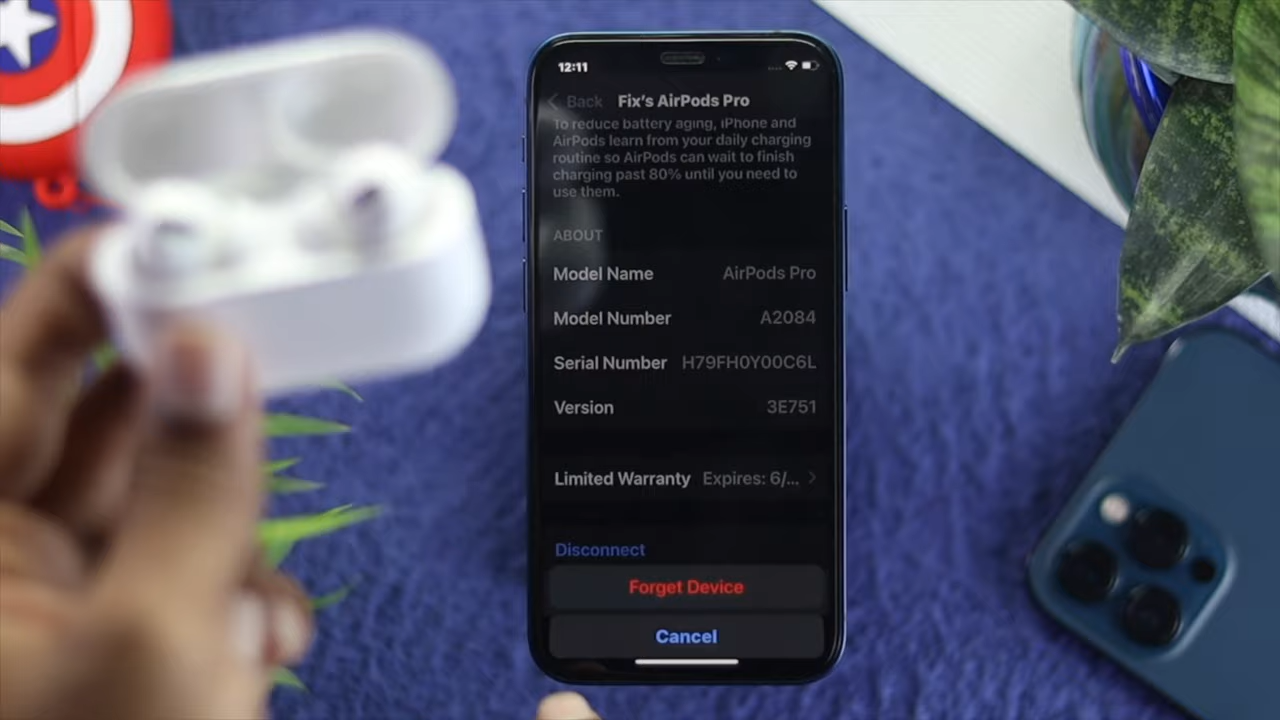 12:11
Back Fix's AirPods Pro
To reduce battery aging, iPhone and
AirPods learn from your daily charging
routine so AirPods can wait to finish
charging past 80% until you need to
use them.
ABOUT
Model Name AirPods Pro
Model Number A2084
Serial Number H79FH0Y00C6L
Version 3E751
Limited Warranty Expires: 6/...
Disconnect
Forget Device
Cancel